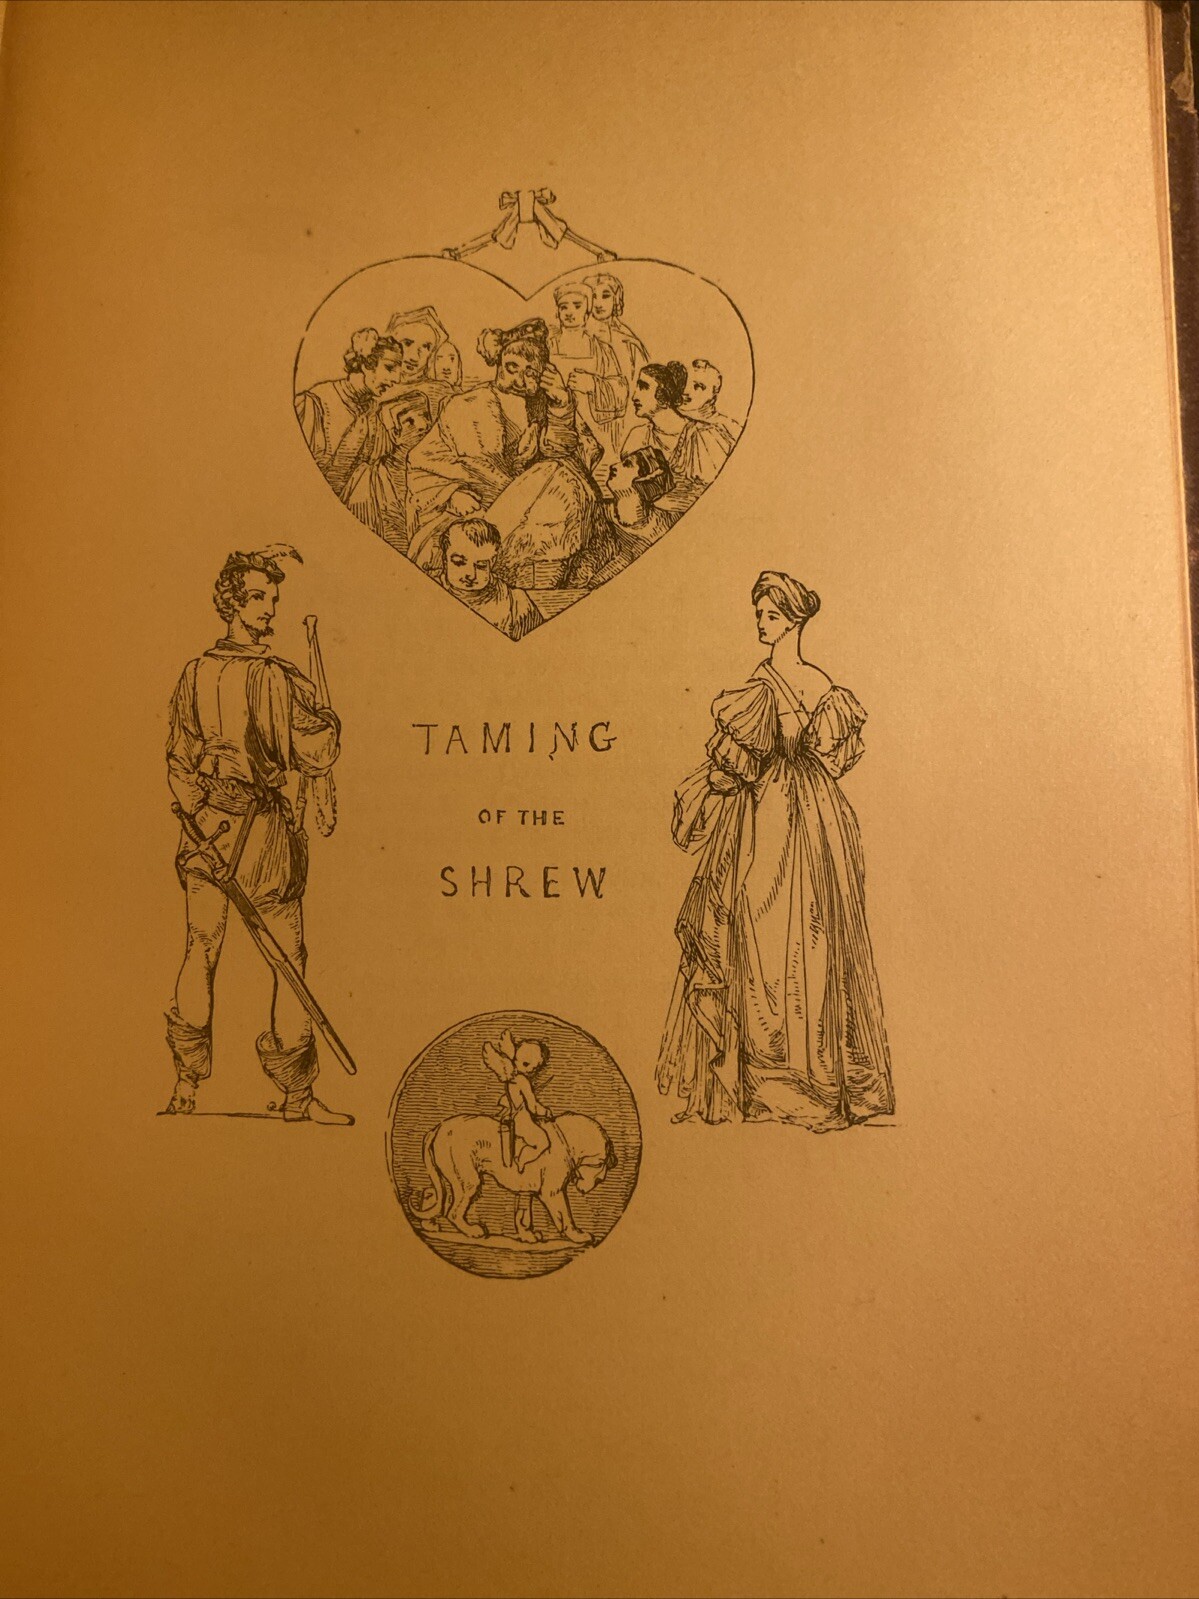 TAMING
OF THE
SHREW